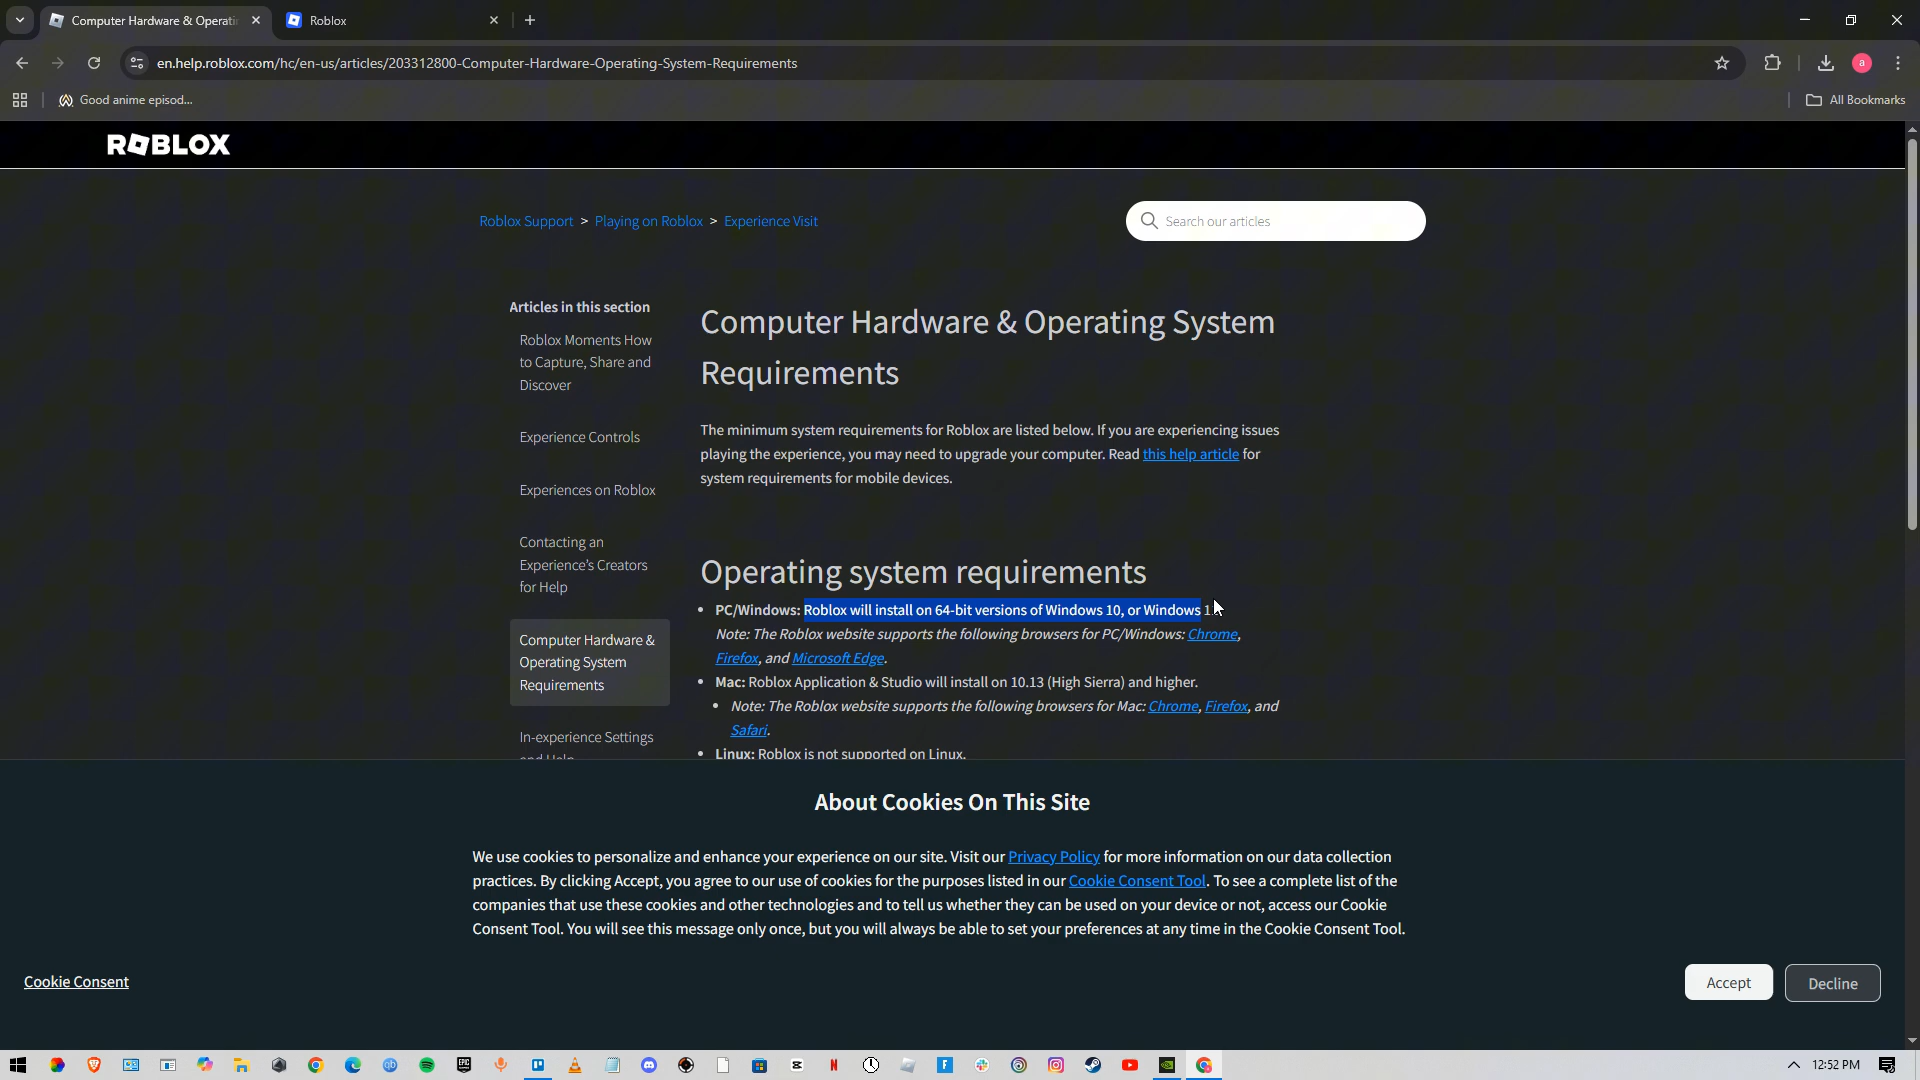 Computer Hardware & Operati
Roblox
en.help.roblox.com/hc/en-us/articles/203312800-Computer-Hardware-Operating-System-Requirements
a
Good anime episod...
All Bookmarks
ROBLOX
Roblox Support > Playing on Roblox > Experience Visit
Search our articles
Articles in this section
Roblox Moments How
to Capture, Share and
Discover
Experience Controls
Experiences on Roblox
Contacting an
Experience's Creators
for Help
Computer Hardware &
Operating System
Requirements
In-experience Settings
and Help
Computer Hardware & Operating System
Requirements
The minimum system requirements for Roblox are listed below. If you are experiencing issues
playing the experience, you may need to upgrade your computer. Read this help article for
system requirements for mobile devices.
Operating system requirements
PC/Windows: Roblox will install on 64-bit versions of Windows 10, or Windows
Note: The Roblox website supports the following browsers for PC/Windows: Chrome,
Firefox, and Microsoft Edge.
Mac: Roblox Application & Studio will install on 10.13 (High Sierra) and higher.
Note: The Roblox website supports the following browsers for Mac: Chrome, Firefox, and
Safari.
Linux: Roblox is not supported on Linux.
About Cookies On This Site
We use cookies to personalize and enhance your experience on our site. Visit our Privacy Policy for more information on our data collection
practices. By clicking Accept, you agree to our use of cookies for the purposes listed in our Cookie Consent Tool. To see a complete list of the
companies that use these cookies and other technologies and to tell us whether they can be used on your device or not, access our Cookie
Consent Tool. You will see this message only once, but you will always be able to set your preferences at any time in the Cookie Consent Tool.
Cookie Consent
Accept
Decline
12:52 PM